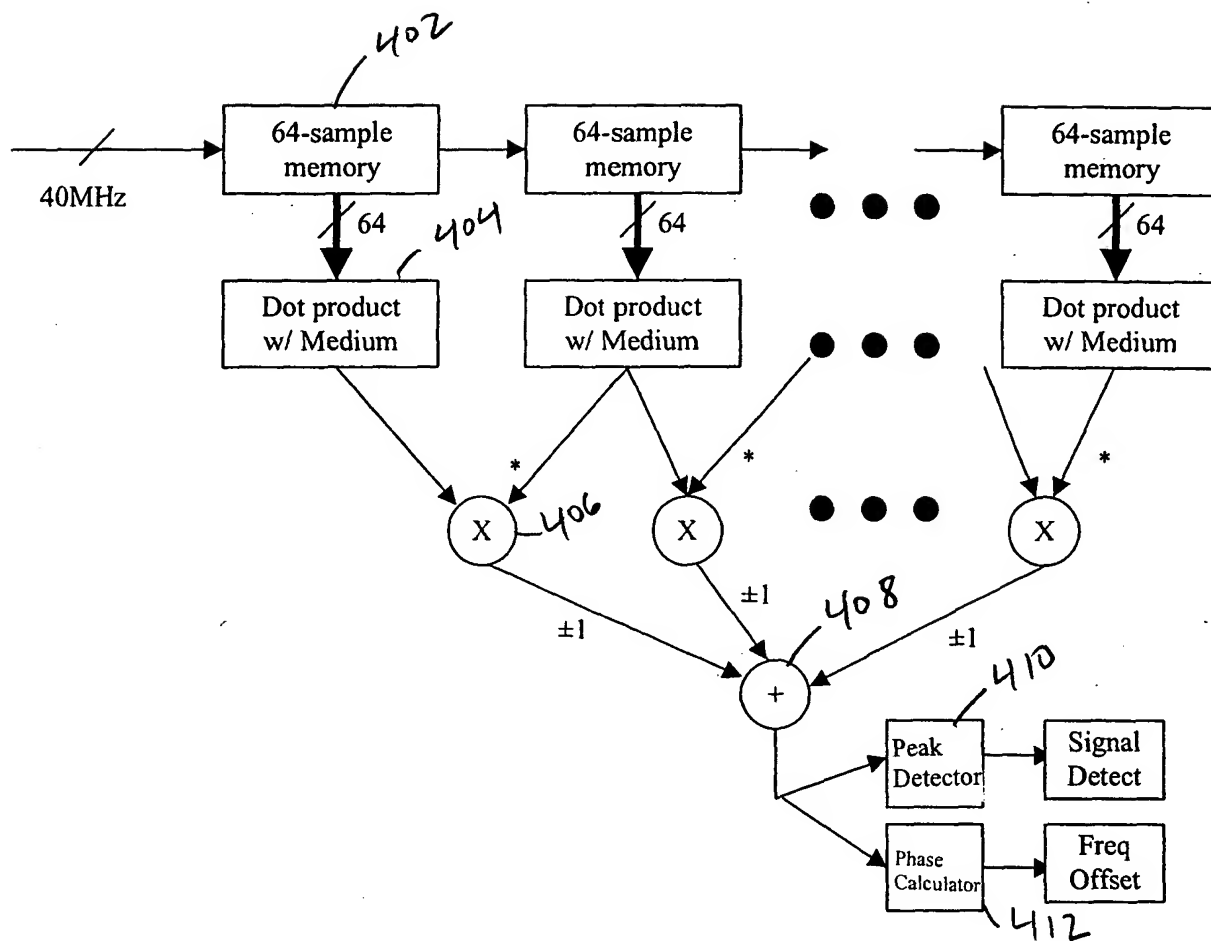 402
64-sample
memory
64-sample
memory
64-sample
memory
40MHz
64
404
64
64
Dot product
w/ Medium
Dot product
w/ Medium
Dot product
w/ Medium
*
*
*
X
406
X
X
±1
±1
±1
408
+
410
Peak
Detector
Signal
Detect
Phase
Calculator
Freq
Offset
412